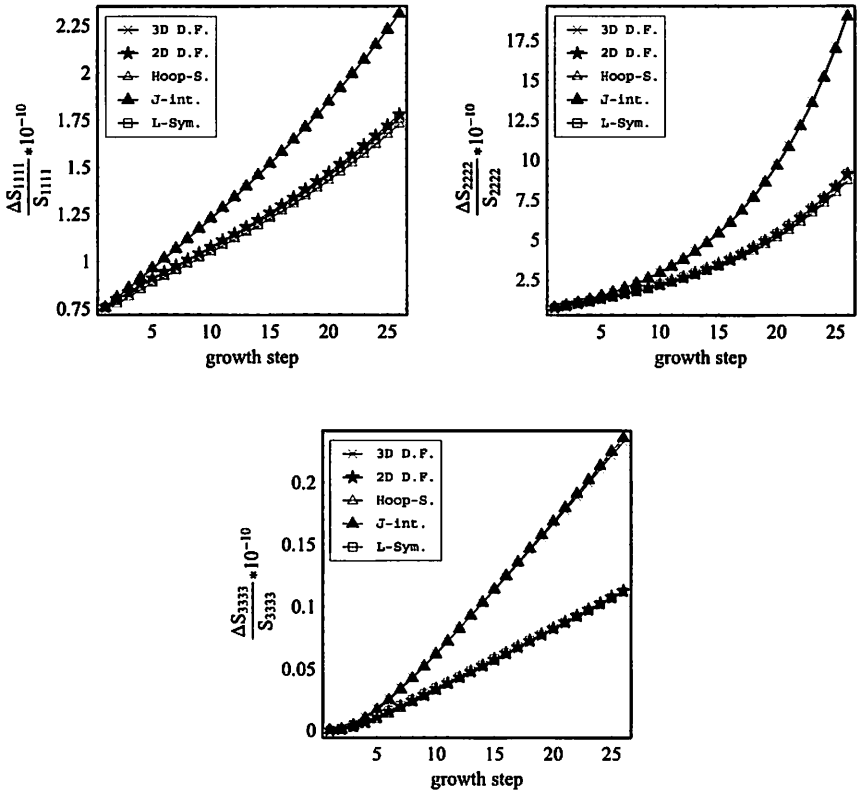 2.25
2
1.75
1.5
1.25
1
0.75
ΔS1111
S1111
*10−10
3D D.F.
2D D.F.
Hoop-S.
J-int.
L-Sym.
5 10 15 20 25
growth step
17.5
15
12.5
10
7.5
5
2.5
ΔS2222
S2222
*10−10
3D D.F.
2D D.F.
Hoop-S.
J-int.
L-Sym.
5 10 15 20 25
growth step
0.2
0.15
0.1
0.05
0
ΔS3333
S3333
*10−10
3D D.F.
2D D.F.
Hoop-S.
J-int.
L-Sym.
5 10 15 20 25
growth step